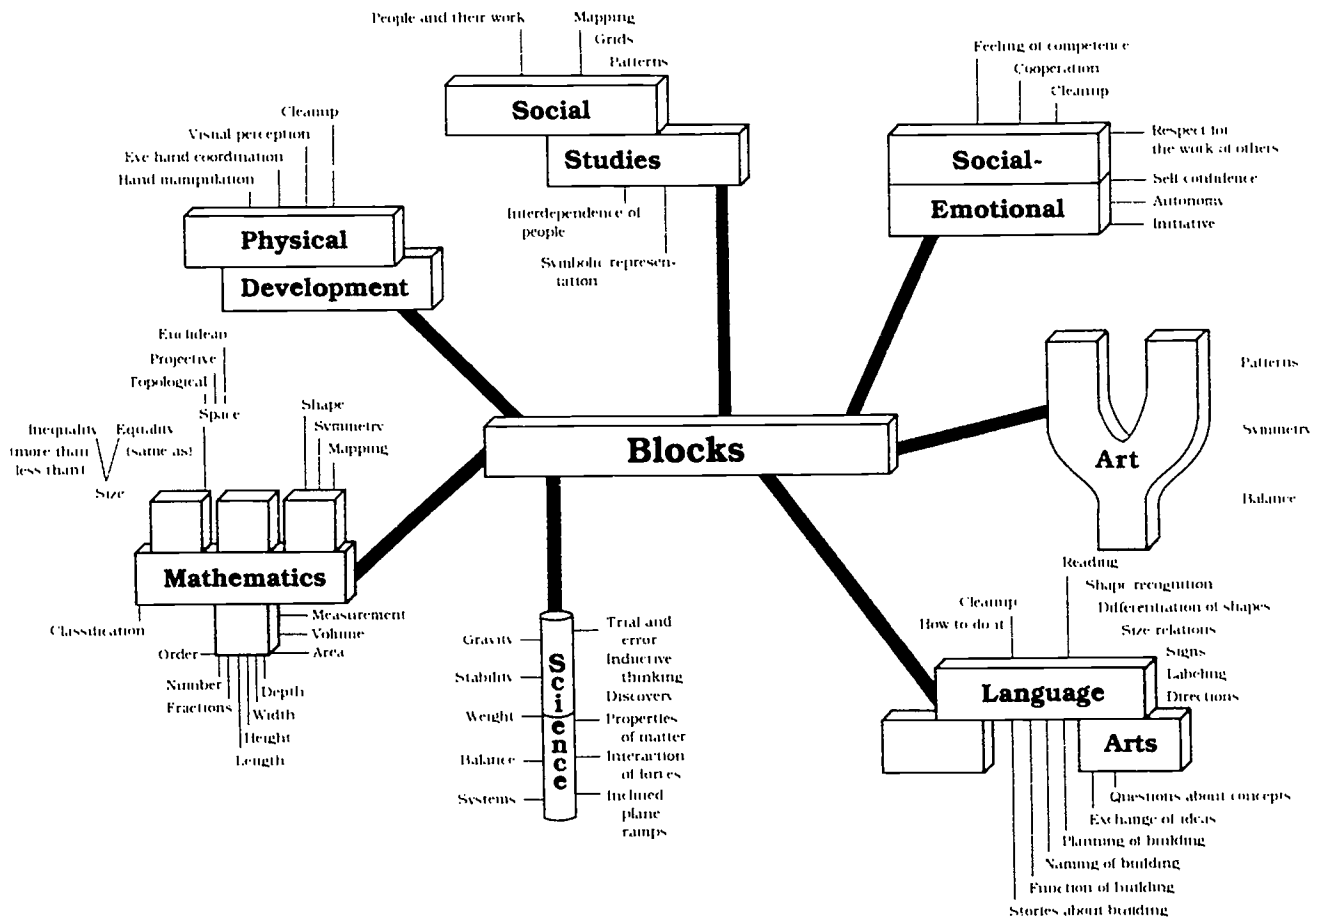 People and their work
Mapping
Grids
Patterns
Social
Studies
Interdependence of
people
Symbolic represen-
tation
Feeling of competence
Cooperation
Cleanup
Social-
Emotional
Respect for
the work of others
Self confidence
Autonomy
Initiative
Cleanup
Visual perception
Eye hand coordination
Hand manipulation
Physical
Development
Blocks
Art
Patterns
Symmetry
Balance
Euclidean
Projective
Topological
Space
Inequality
(more than
less than)
Equality
(same as)
Size
Shape
Symmetry
Mapping
Mathematics
Classification
Measurement
Volume
Area
Order
Number
Fractions
Depth
Width
Height
Length
Science
Gravity
Stability
Weight
Balance
Systems
Trial and
error
Inductive
thinking
Discovery
Properties
of matter
Interaction
of forces
Inclined
plane
ramps
Reading
Shape recognition
Differentiation of shapes
Size relations
Signs
Labeling
Directions
Cleanup
How to do it
Language
Arts
Questions about concepts
Exchange of ideas
Planning of building
Naming of building
Function of building
Stories about building